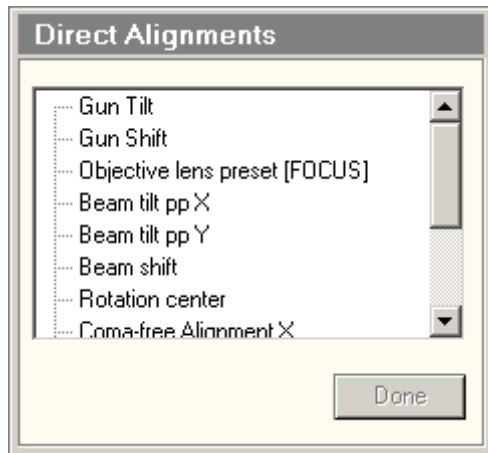 Direct Alignments
Gun Tilt
Gun Shift
Objective lens preset [FOCUS]
Beam tilt pp X
Beam tilt pp Y
Beam shift
Rotation center
Coma-free Alignment X
Done